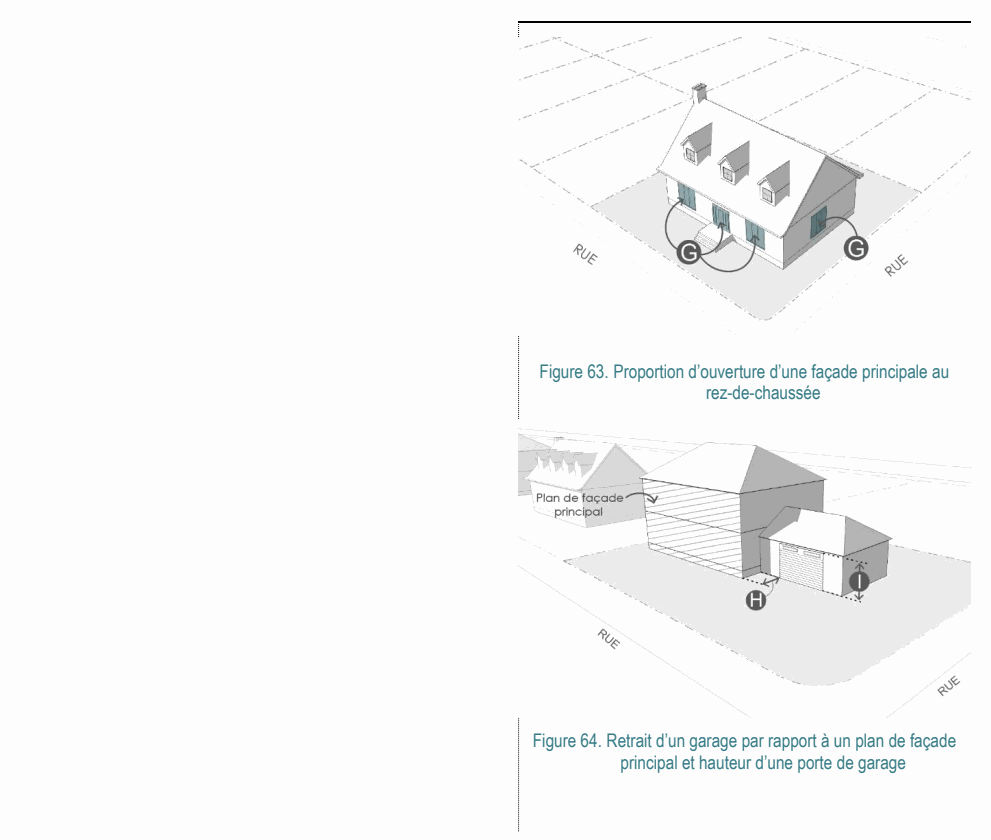 G
G
RUE
RUE
Figure 63. Proportion d’ouverture d’une façade principale au
rez-de-chaussée
Plan de façade
principal
I
H
RUE
RUE
Figure 64. Retrait d’un garage par rapport à un plan de façade
principal et hauteur d’une porte de garage